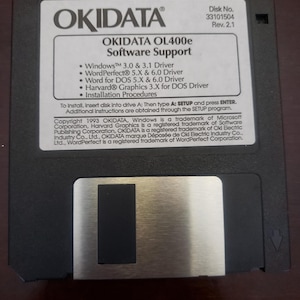 OKIDATA®
Disk No.
33101504
Rev. 2.1
OKIDATA OL400e
Software Support
• Windows™ 3.0 & 3.1 Driver
• WordPerfect® 5.X & 6.0 Driver
• Word for DOS 5.X & 6.0 Driver
• Harvard® Graphics 3.X for DOS Driver
• Installation Procedures
To install, insert disk into drive A: Then type A: SETUP and press ENTER.
Additional instructions are obtained through the SETUP program.
Copyright 1993 OKIDATA, Windows is a trademark of Microsoft
Corporation, Harvard Graphics is a registered trademark of Software
Publishing Corporation, OKIDATA is a registered trademark of Oki Electric
Industry Co., Ltd., OKIDATA marque Déposée de Oki Electric Industry Co.,
Ltd., WordPerfect is a registered trademark of WordPerfect Corporation